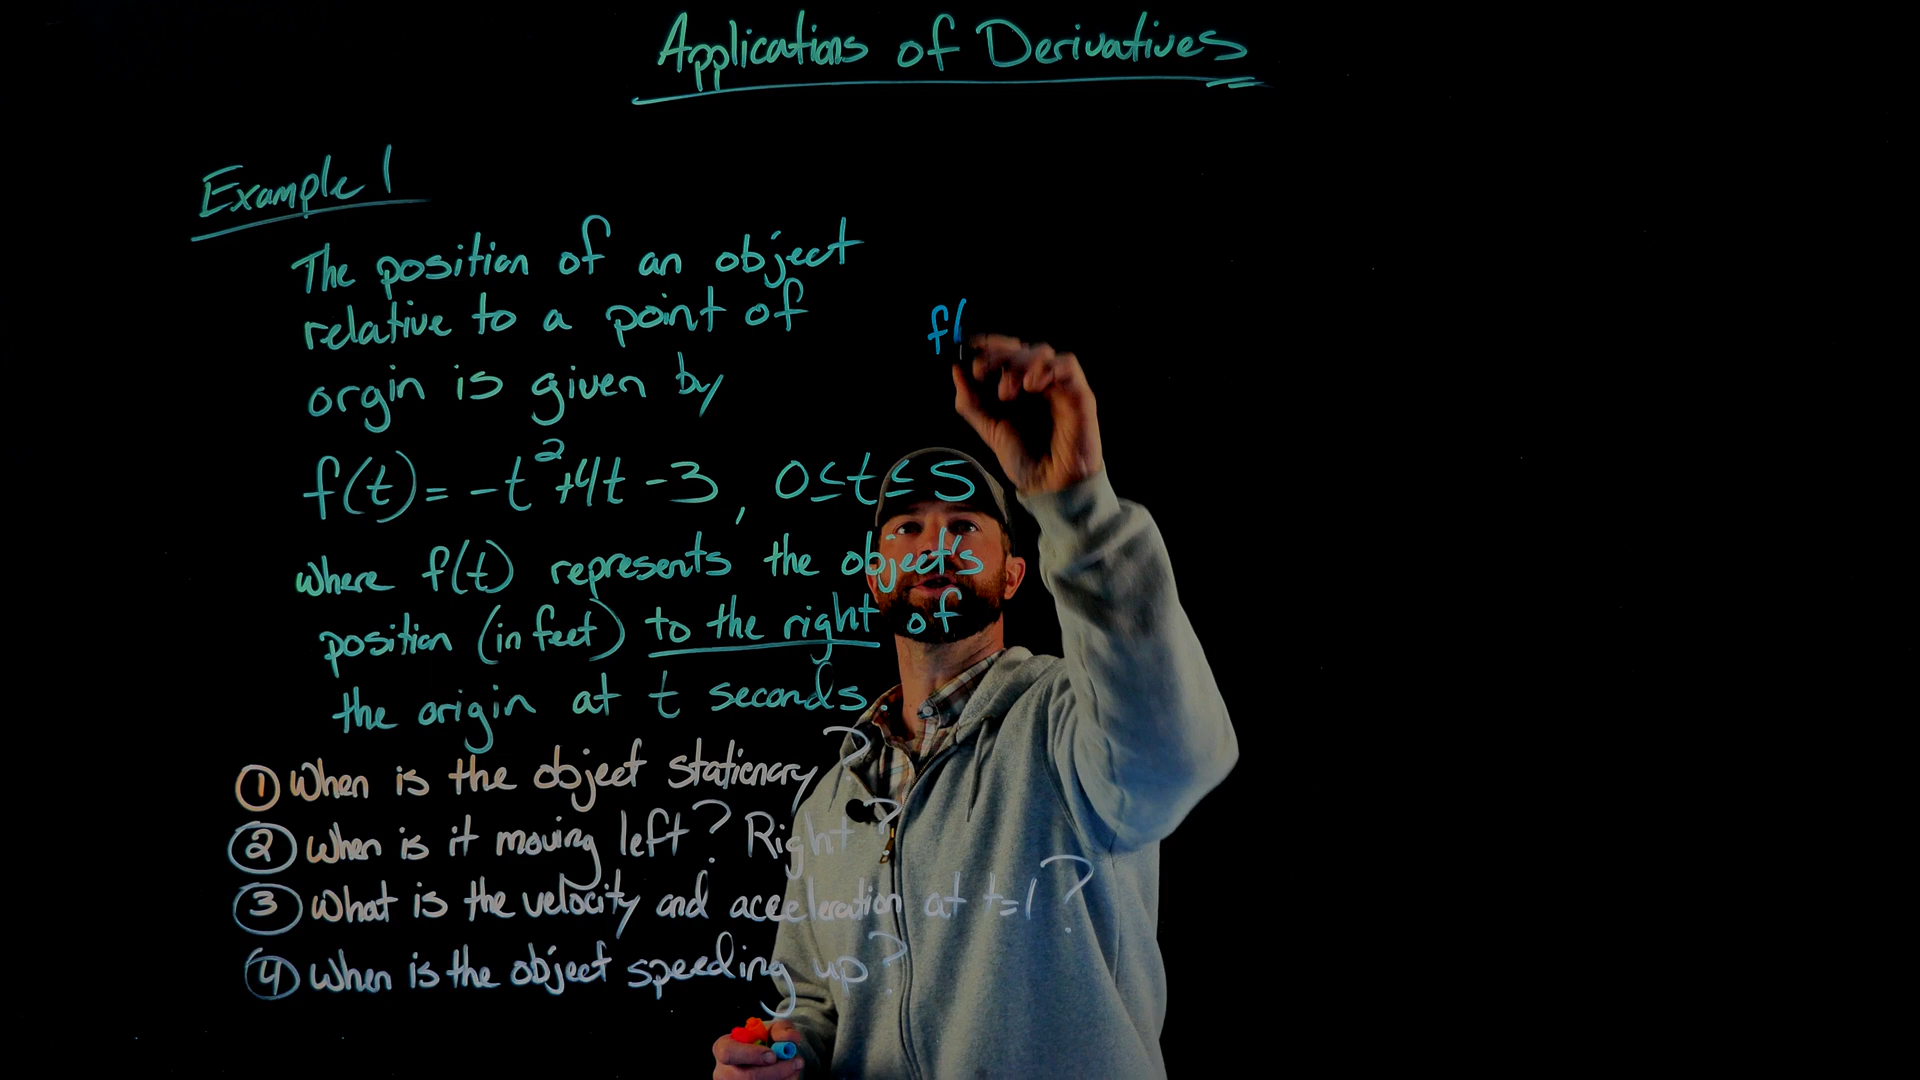 Applications of Derivatives
Example 1
The position of an object
relative to a point of
orgin is given by
f(t) = -t²+4t-3, 0≤t≤5
where f(t) represents the object's
position (in feet) to the right of
the origin at t seconds.
① When is the object stationary?
② When is it moving left? Right?
③ What is the velocity and acceleration at t=1?
④ When is the object speeding up?
f(